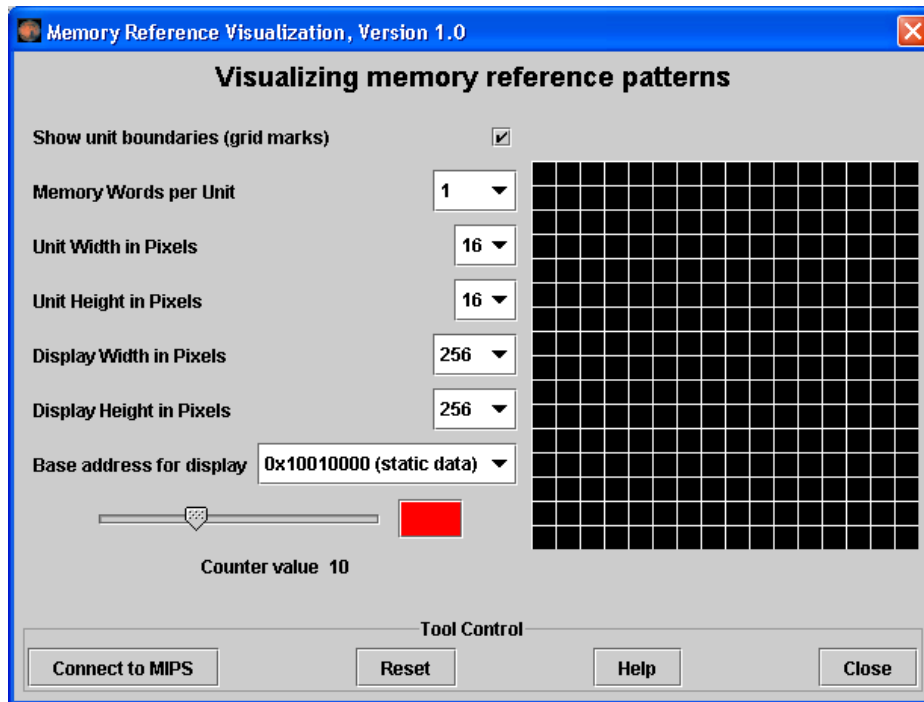 Memory Reference Visualization, Version 1.0
Visualizing memory reference patterns
Show unit boundaries (grid marks)
Memory Words per Unit 1
Unit Width in Pixels 16
Unit Height in Pixels 16
Display Width in Pixels 256
Display Height in Pixels 256
Base address for display 0x10010000 (static data)
Counter value 10
Tool Control
Connect to MIPS Reset Help Close